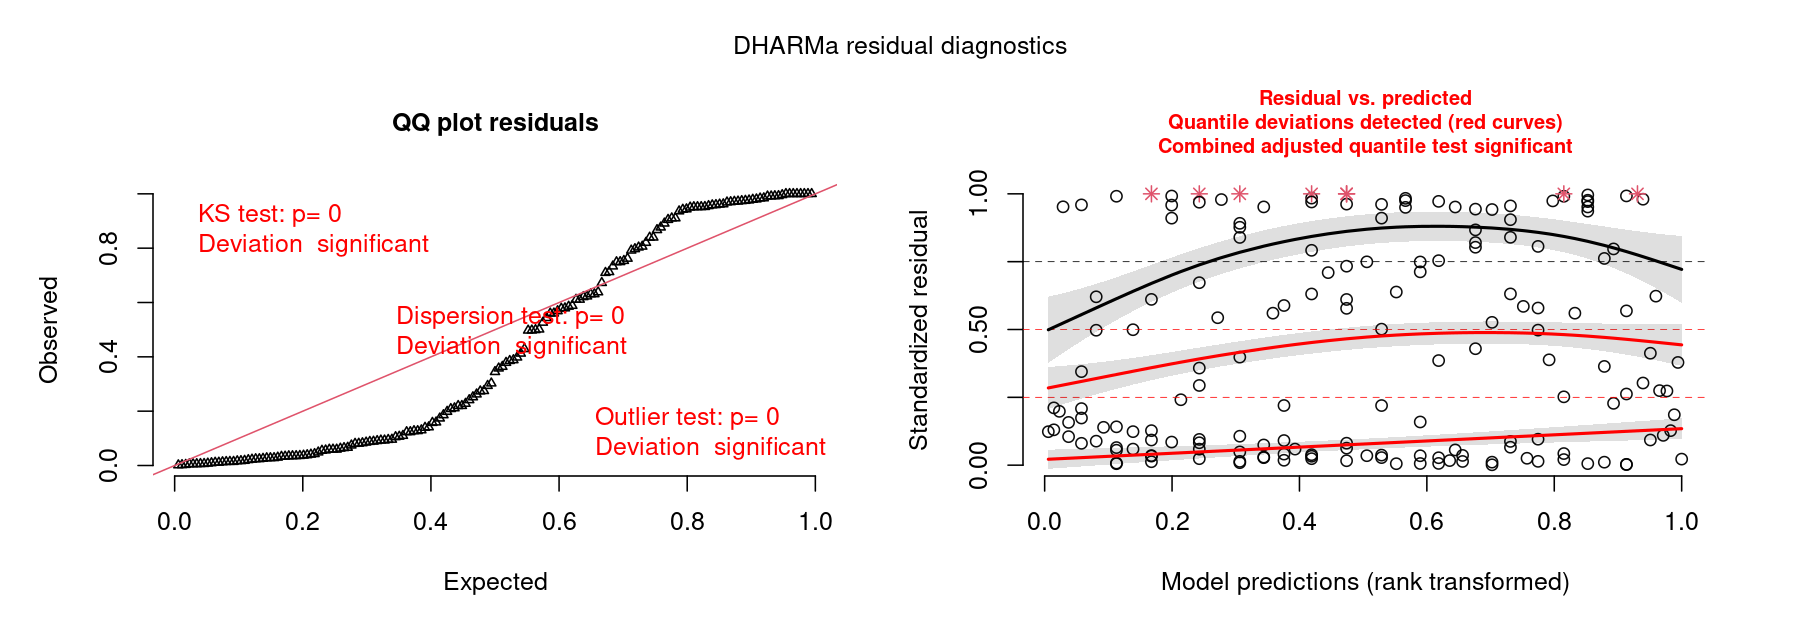 DHARMa residual diagnostics
QQ plot residuals
KS test: p= 0
Deviation  significant
Dispersion test: p= 0
Deviation  significant
Outlier test: p= 0
Deviation  significant
Observed
0.0
0.4
0.8
0.0 0.2 0.4 0.6 0.8 1.0
Expected
Residual vs. predicted
Quantile deviations detected (red curves)
Combined adjusted quantile test significant
Standardized residual
0.00
0.50
1.00
0.0 0.2 0.4 0.6 0.8 1.0
Model predictions (rank transformed)